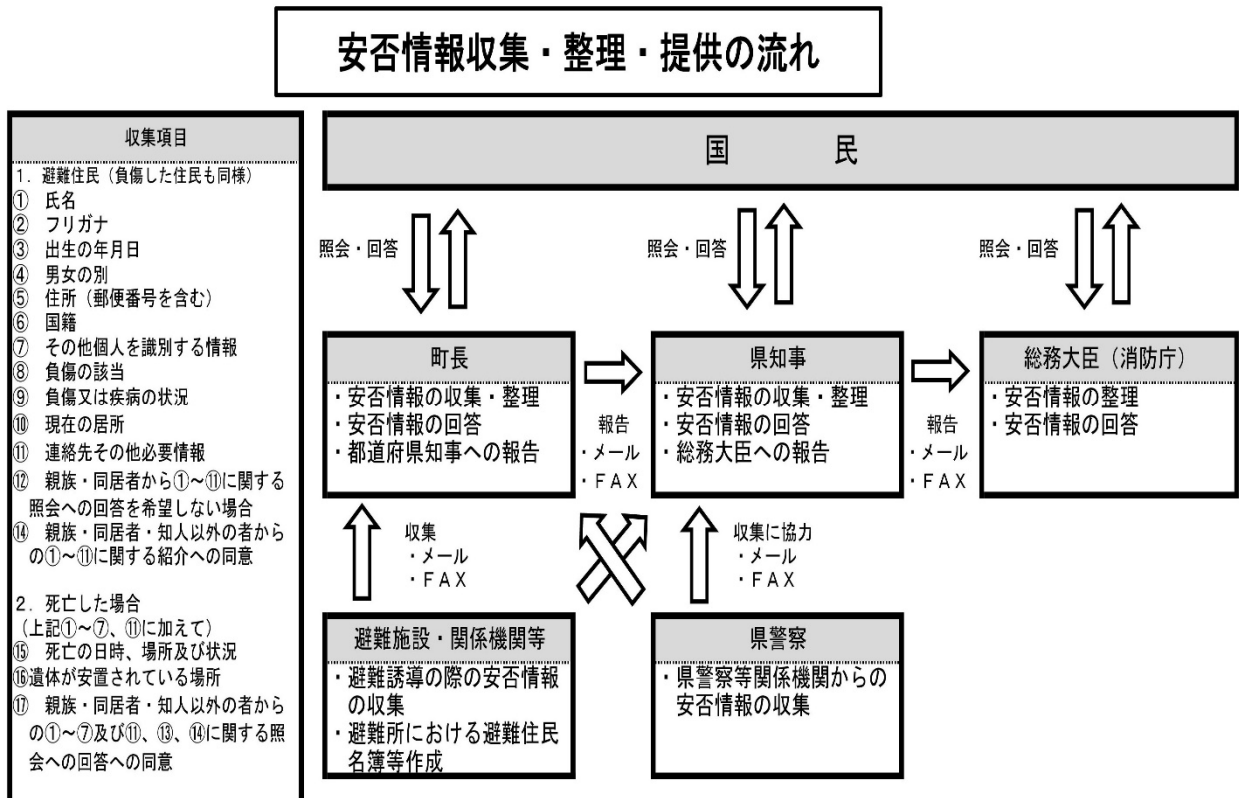 安否情報収集・整理・提供の流れ
収集項目
1．避難住民（負傷した住民も同様）
①　氏名
②　フリガナ
③　出生の年月日
④　男女の別
⑤　住所（郵便番号を含む）
⑥　国籍
⑦　その他個人を識別する情報
⑧　負傷の該当
⑨　負傷又は疾病の状況
⑩　現在の居所
⑪　連絡先その他必要情報
⑫　親族・同居者から①～⑪に関する
照会への回答を希望しない場合
⑭　親族・同居者・知人以外の者から
の①～⑪に関する紹介への同意
2．死亡した場合
（上記①～⑦、⑪に加えて）
⑮　死亡の日時、場所及び状況
⑯遺体が安置されている場所
⑰　親族・同居者・知人以外の者から
の①～⑦及び⑪、⑬、⑭に関する照
会への回答への同意
国　　民
照会・回答
照会・回答
照会・回答
町長
・安否情報の収集・整理
・安否情報の回答
・都道府県知事への報告
報告
・メール
・ＦＡＸ
県知事
・安否情報の収集・整理
・安否情報の回答
・総務大臣への報告
報告
・メール
・ＦＡＸ
総務大臣（消防庁）
・安否情報の整理
・安否情報の回答
収集
・メール
・ＦＡＸ
収集に協力
・メール
・ＦＡＸ
避難施設・関係機関等
・避難誘導の際の安否情報
の収集
・避難所における避難住民
名簿等作成
県警察
・県警察等関係機関からの
安否情報の収集